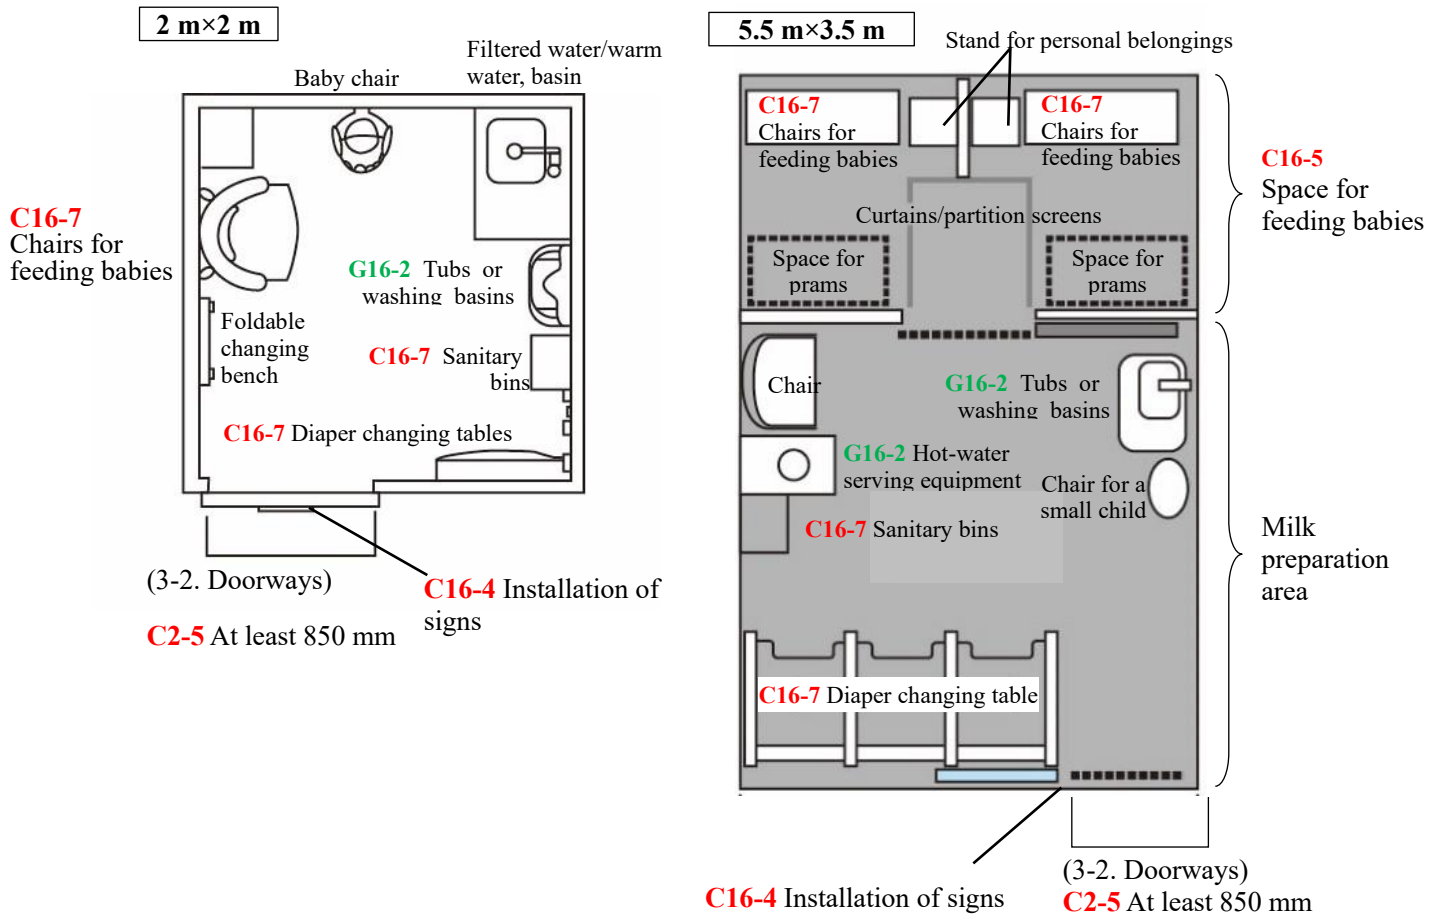 2 m×2 m
Filtered water/warm
water, basin
Baby chair
C16-7
Chairs for
feeding babies
G16-2 Tubs or
washing basins
Foldable
changing
bench
C16-7 Sanitary
bins
C16-7 Diaper changing tables
(3-2. Doorways)
C2-5 At least 850 mm
C16-4 Installation of
signs
5.5 m×3.5 m
Stand for personal belongings
C16-7
Chairs for
feeding babies
C16-7
Chairs for
feeding babies
C16-5
Space for
feeding babies
Curtains/partition screens
Space for
prams
Space for
prams
Chair
G16-2 Tubs or
washing basins
G16-2 Hot-water
serving equipment
Chair for a
small child
C16-7 Sanitary bins
Milk
preparation
area
C16-7 Diaper changing table
(3-2. Doorways)
C2-5 At least 850 mm
C16-4 Installation of signs